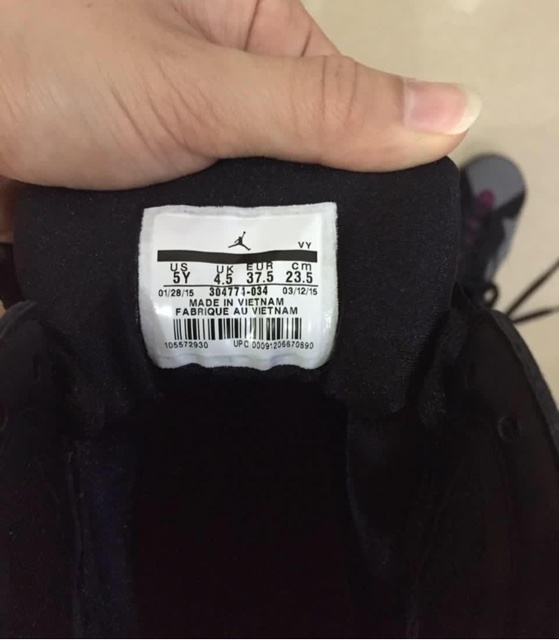 VY
US UK EUR cm
5Y 4.5 37.5 23.5
01/28/15 304771-034 03/12/15
MADE IN VIETNAM
FABRIQUE AU VIETNAM
105572930 UPC 00091206670890